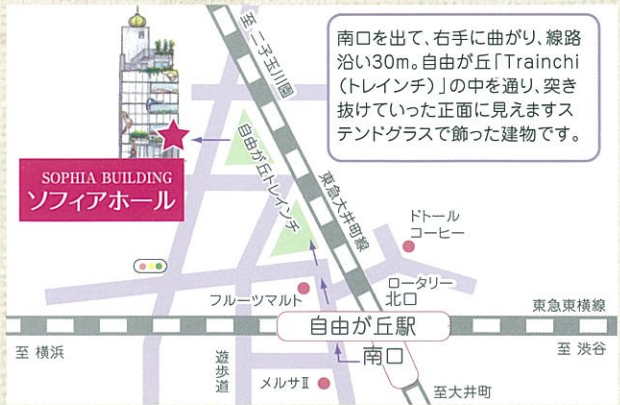 南口を出て、右手に曲がり、線路
沿い30m。自由が丘「Trainchi
(トレインチ)」の中を通り、突き
抜けていった正面に見えますス
テンドグラスで飾った建物です。
至 二子玉川園
SOPHIA BUILDING
ソフィアホール
自由が丘トレインチ
東急大井町線
ドトール
コーヒー
フルーツマルト
ロータリー
北口
東急東横線
自由が丘駅
至 横浜
至 渋谷
南口
遊歩道
メルサⅡ
至大井町